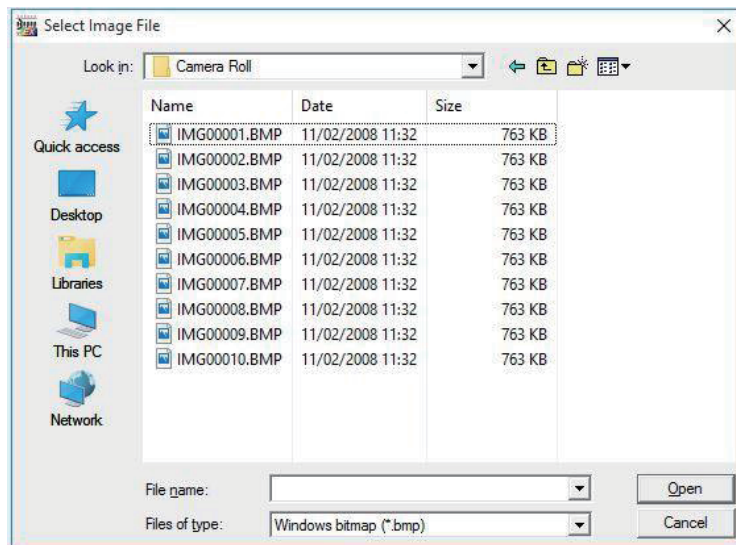 Select Image File
Look in: Camera Roll
Name Date Size
IMG00001.BMP 11/02/2008 11:32 763 KB
IMG00002.BMP 11/02/2008 11:32 763 KB
IMG00003.BMP 11/02/2008 11:32 763 KB
IMG00004.BMP 11/02/2008 11:32 763 KB
IMG00005.BMP 11/02/2008 11:32 763 KB
IMG00006.BMP 11/02/2008 11:32 763 KB
IMG00007.BMP 11/02/2008 11:32 763 KB
IMG00008.BMP 11/02/2008 11:32 763 KB
IMG00009.BMP 11/02/2008 11:32 763 KB
IMG00010.BMP 11/02/2008 11:32 763 KB
Quick access
Desktop
Libraries
This PC
Network
File name:
Open
Files of type: Windows bitmap (*.bmp)
Cancel